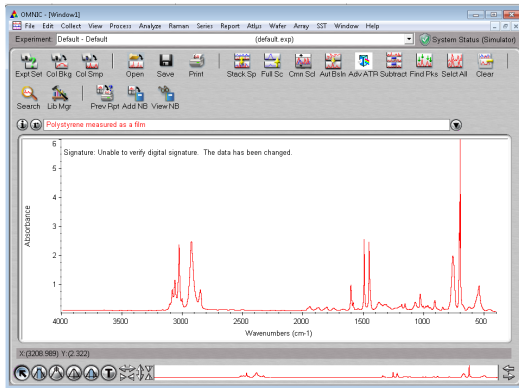 OMNIC - [Window1]
File Edit Collect View Process Analyze Raman Series Report Atlµs Wafer Array SST Window Help
Experiment: Default - Default (default.exp) System Status (Simulator)
Expt Set Col Bkg Col Smp Open Save Print Stack Sp Full Sc Cmn Scl Aut Bsln Adv ATR Subtract Find Pks Selct All Clear
Search Lib Mgr Prev Rpt Add NB View NB
Polystyrene measured as a film
Signature: Unable to verify digital signature. The data has been changed.
6
5
4
3
2
1
Absorbance
4000 3500 3000 2500 2000 1500 1000 500
Wavenumbers (cm-1)
X:(3208.989) Y:(2.322)
T